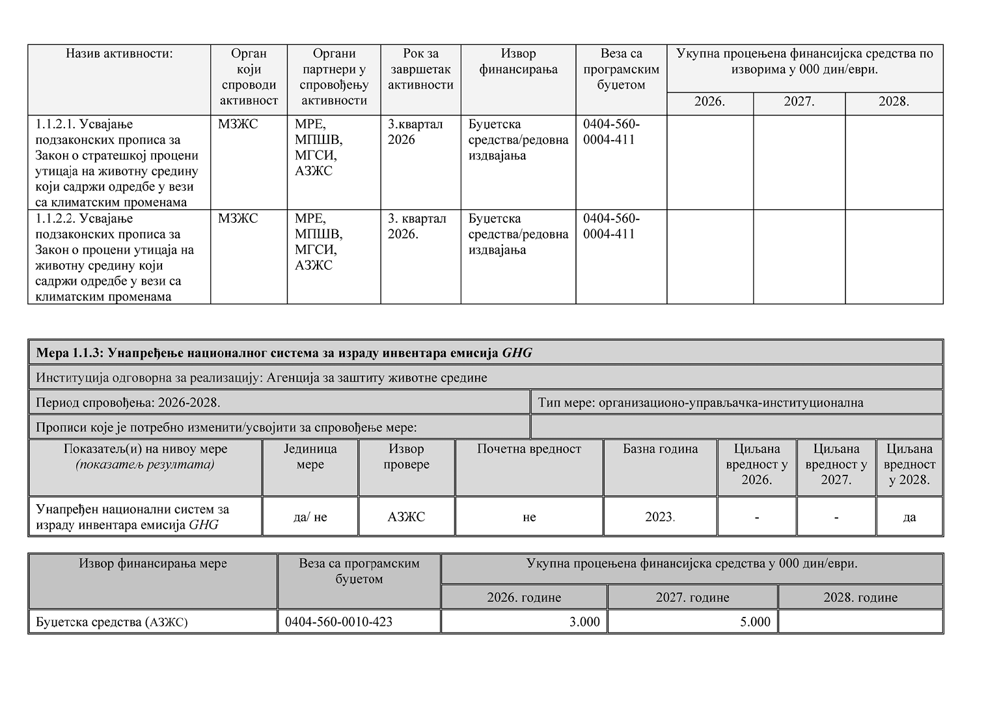 Назив активности:
Орган
који
спроводи
активност
Органи
партнери у
спровођењу
активности
Рок за
завршетак
активности
Извор
финансирања
Веза са
програмским
буџетом
Укупна процењена финансијска средства по
изворима у 000 дин/еври.
2026.
2027.
2028.
1.1.2.1. Усвајање
подзаконских прописа за
Закон о стратешкој процени
утицаја на животну средину
који садржи одредбе у вези
са климатским променама
МЗЖС
МРЕ,
МПШВ,
МГСИ,
АЗЖС
3.квартал
2026
Буџетска
средства/редовна
издвајања
0404-560-
0004-411
1.1.2.2. Усвајање
подзаконских прописа за
Закон о процени утицаја на
животну средину који
садржи одредбе у вези са
климатским променама
МЗЖС
МРЕ,
МПШВ,
МГСИ,
АЗЖС
3. квартал
2026.
Буџетска
средства/редовна
издвајања
0404-560-
0004-411
Мера 1.1.3: Унапређење националног система за израду инвентара емисија GHG
Институција одговорна за реализацију: Агенција за заштиту животне средине
Период спровођења: 2026-2028.
Тип мере: организационо-управљачка-институционална
Прописи које је потребно изменити/усвојити за спровођење мере:
Показатељ(и) на нивоу мере
(показатељ резултата)
Јединица
мере
Извор
провере
Почетна вредност
Базна година
Циљана
вредност у
2026.
Циљана
вредност у
2027.
Циљана
вредност
у 2028.
Унапређен национални систем за
израду инвентара емисија GHG
да/ не
АЗЖС
не
2023.
-
-
да
Извор финансирања мере
Веза са програмским
буџетом
Укупна процењена финансијска средства у 000 дин/еври.
2026. године
2027. године
2028. године
Буџетска средства (АЗЖС)
0404-560-0010-423
3.000
5.000